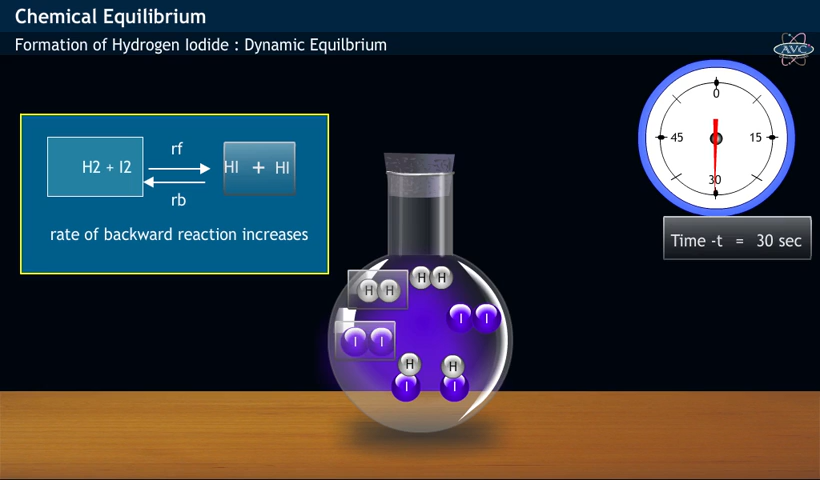 Chemical Equilibrium
Formation of Hydrogen Iodide : Dynamic Equilbrium
AVC
0
15
30
45
Time -t = 30 sec
rf
H2 + I2
HI + HI
rb
rate of backward reaction increases
H H
H H
I I
I I
H
H
I
I